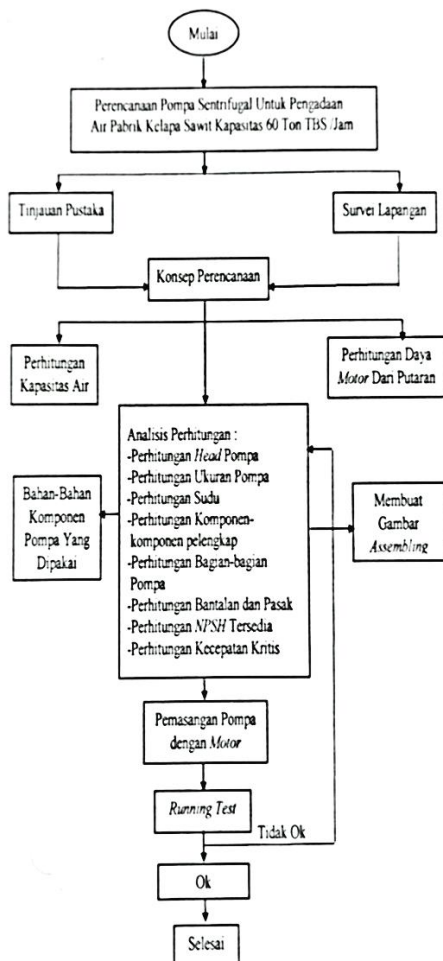 Mulai
Perencanaan Pompa Sentrifugal Untuk Pengadaan
Air Pabrik Kelapa Sawit Kapasitas 60 Ton TBS /Jam
Tinjauan Pustaka
Survei Lapangan
Konsep Perencanaan
Perhitungan
Kapasitas Air
Perhitungan Daya
Motor Dari Putaran
Analisis Perhitungan :
-Perhitungan Head Pompa
-Perhitungan Ukuran Pompa
-Perhitungan Sudu
-Perhitungan Komponen-
komponen pelengkap
-Perhitungan Bagian-bagian
Pompa
-Perhitungan Bantalan dan Pasak
-Perhitungan NPSH Tersedia
-Perhitungan Kecepatan Kritis
Bahan-Bahan
Komponen
Pompa Yang
Dipakai
Membuat
Gambar
Assembling
Pemasangan Pompa
dengan Motor
Running Test
Tidak Ok
Ok
Selesai